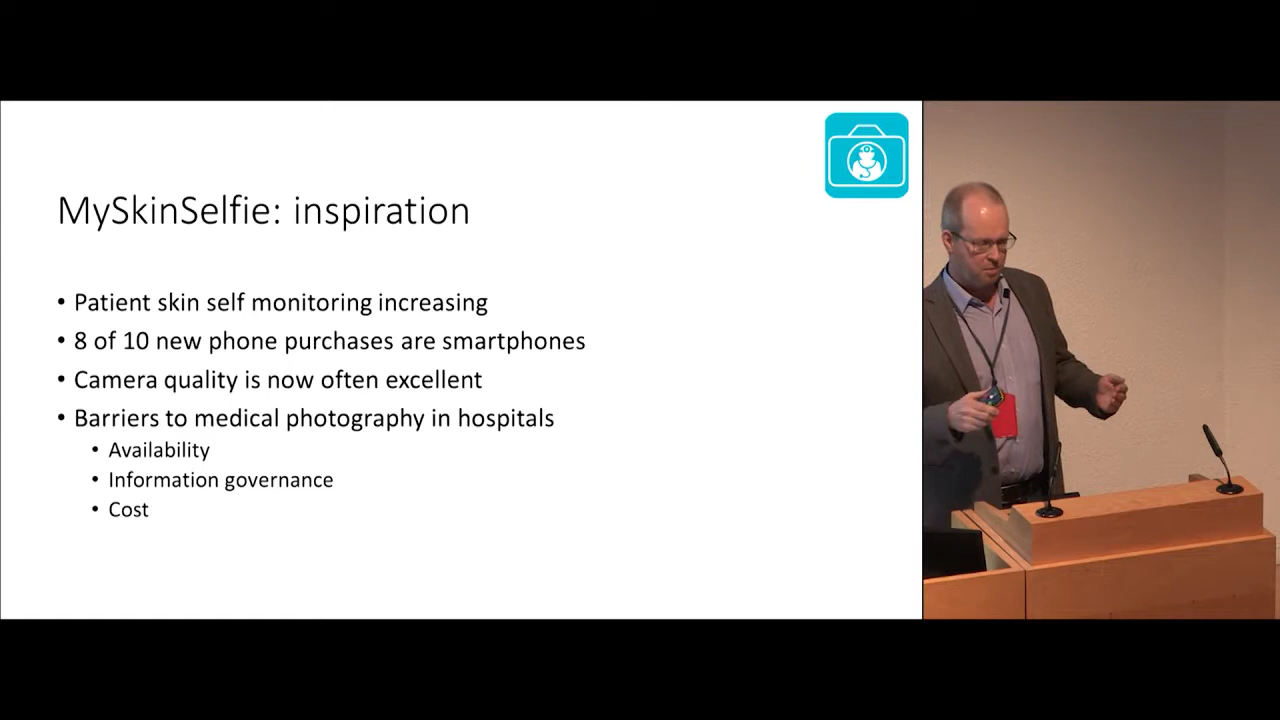 MySkinSelfie: inspiration
• Patient skin self monitoring increasing
• 8 of 10 new phone purchases are smartphones
• Camera quality is now often excellent
• Barriers to medical photography in hospitals
• Availability
• Information governance
• Cost